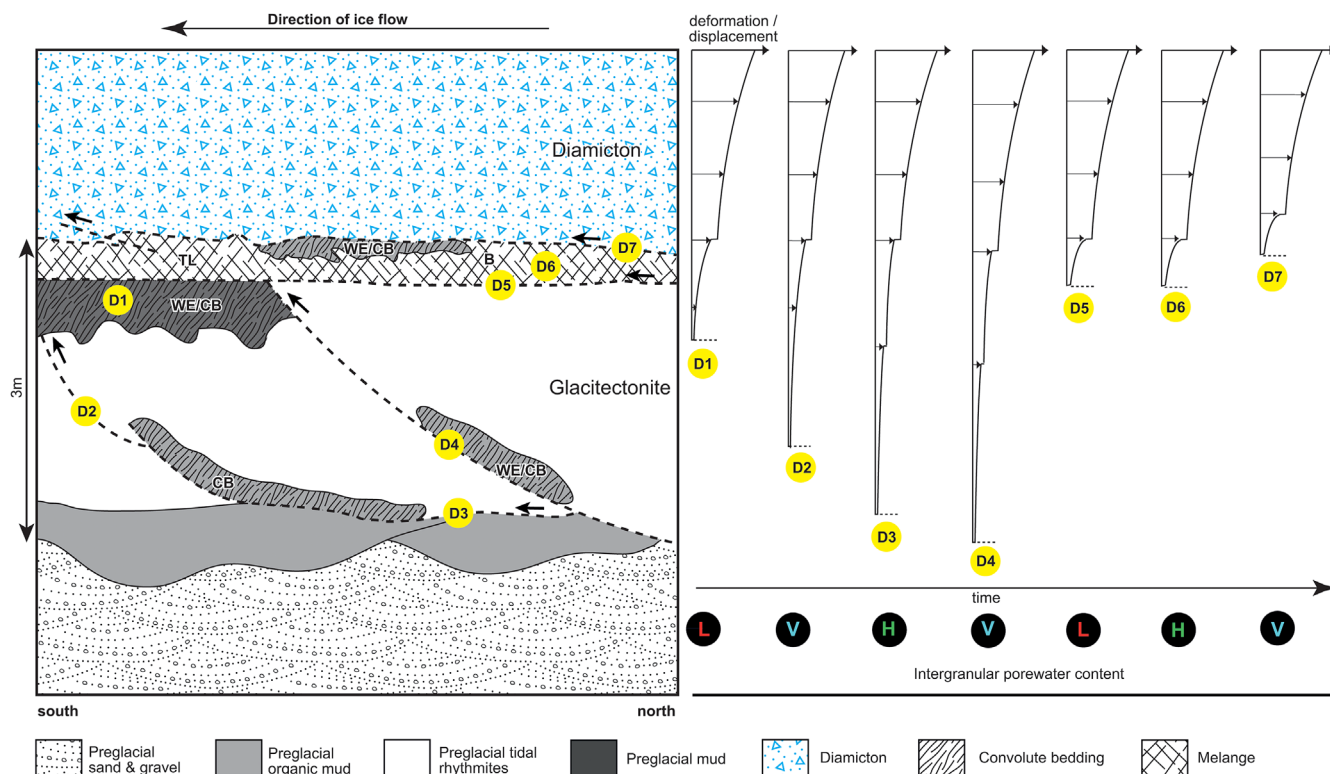 Direction of ice flow
deformation /
displacement
Diamicton
WE/CB
D7
TL
B
D6
D5
D1
WE/CB
3m
Glacitectonite
D2
D4
WE/CB
CB
D3
D1
D2
D3
D4
D5
D6
D7
time
L
V
H
V
L
H
V
Intergranular porewater content
south
north
Preglacial
sand & gravel
Preglacial
organic mud
Preglacial tidal
rhythmites
Preglacial mud
Diamicton
Convolute bedding
Melange